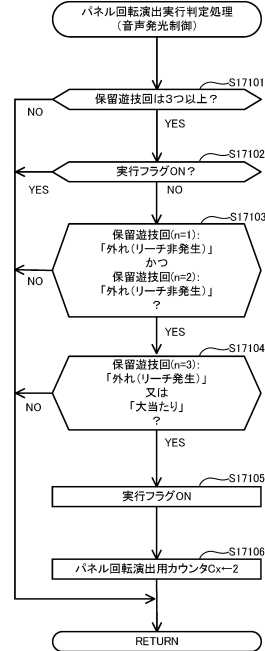 パネル回転演出実行判定処理
(音声発光制御)
S17101
保留遊技回は3つ以上？
NO
YES
S17102
実行フラグON？
YES
NO
S17103
保留遊技回(n=1):
「外れ(リーチ非発生)」
かつ
保留遊技回(n=2):
「外れ(リーチ非発生)」
？
NO
YES
S17104
保留遊技回(n=3):
「外れ(リーチ発生)」
又は
「大当たり」
？
NO
YES
S17105
実行フラグON
S17106
パネル回転演出用カウンタCx←2
RETURN